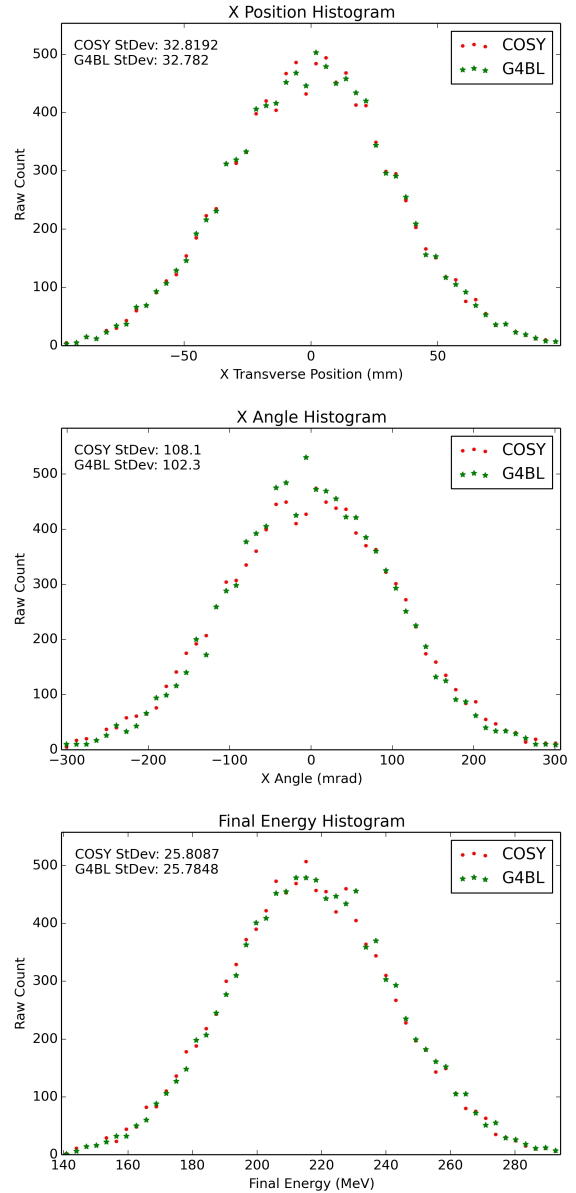 X Position Histogram
COSY StDev: 32.8192
G4BL StDev: 32.782
COSY
G4BL
500
400
300
200
100
0
Raw Count
−50 0 50
X Transverse Position (mm)
X Angle Histogram
COSY StDev: 108.1
G4BL StDev: 102.3
COSY
G4BL
500
400
300
200
100
0
Raw Count
−300 −200 −100 0 100 200 300
X Angle (mrad)
Final Energy Histogram
COSY StDev: 25.8087
G4BL StDev: 25.7848
COSY
G4BL
500
400
300
200
100
0
Raw Count
140 160 180 200 220 240 260 280
Final Energy (MeV)